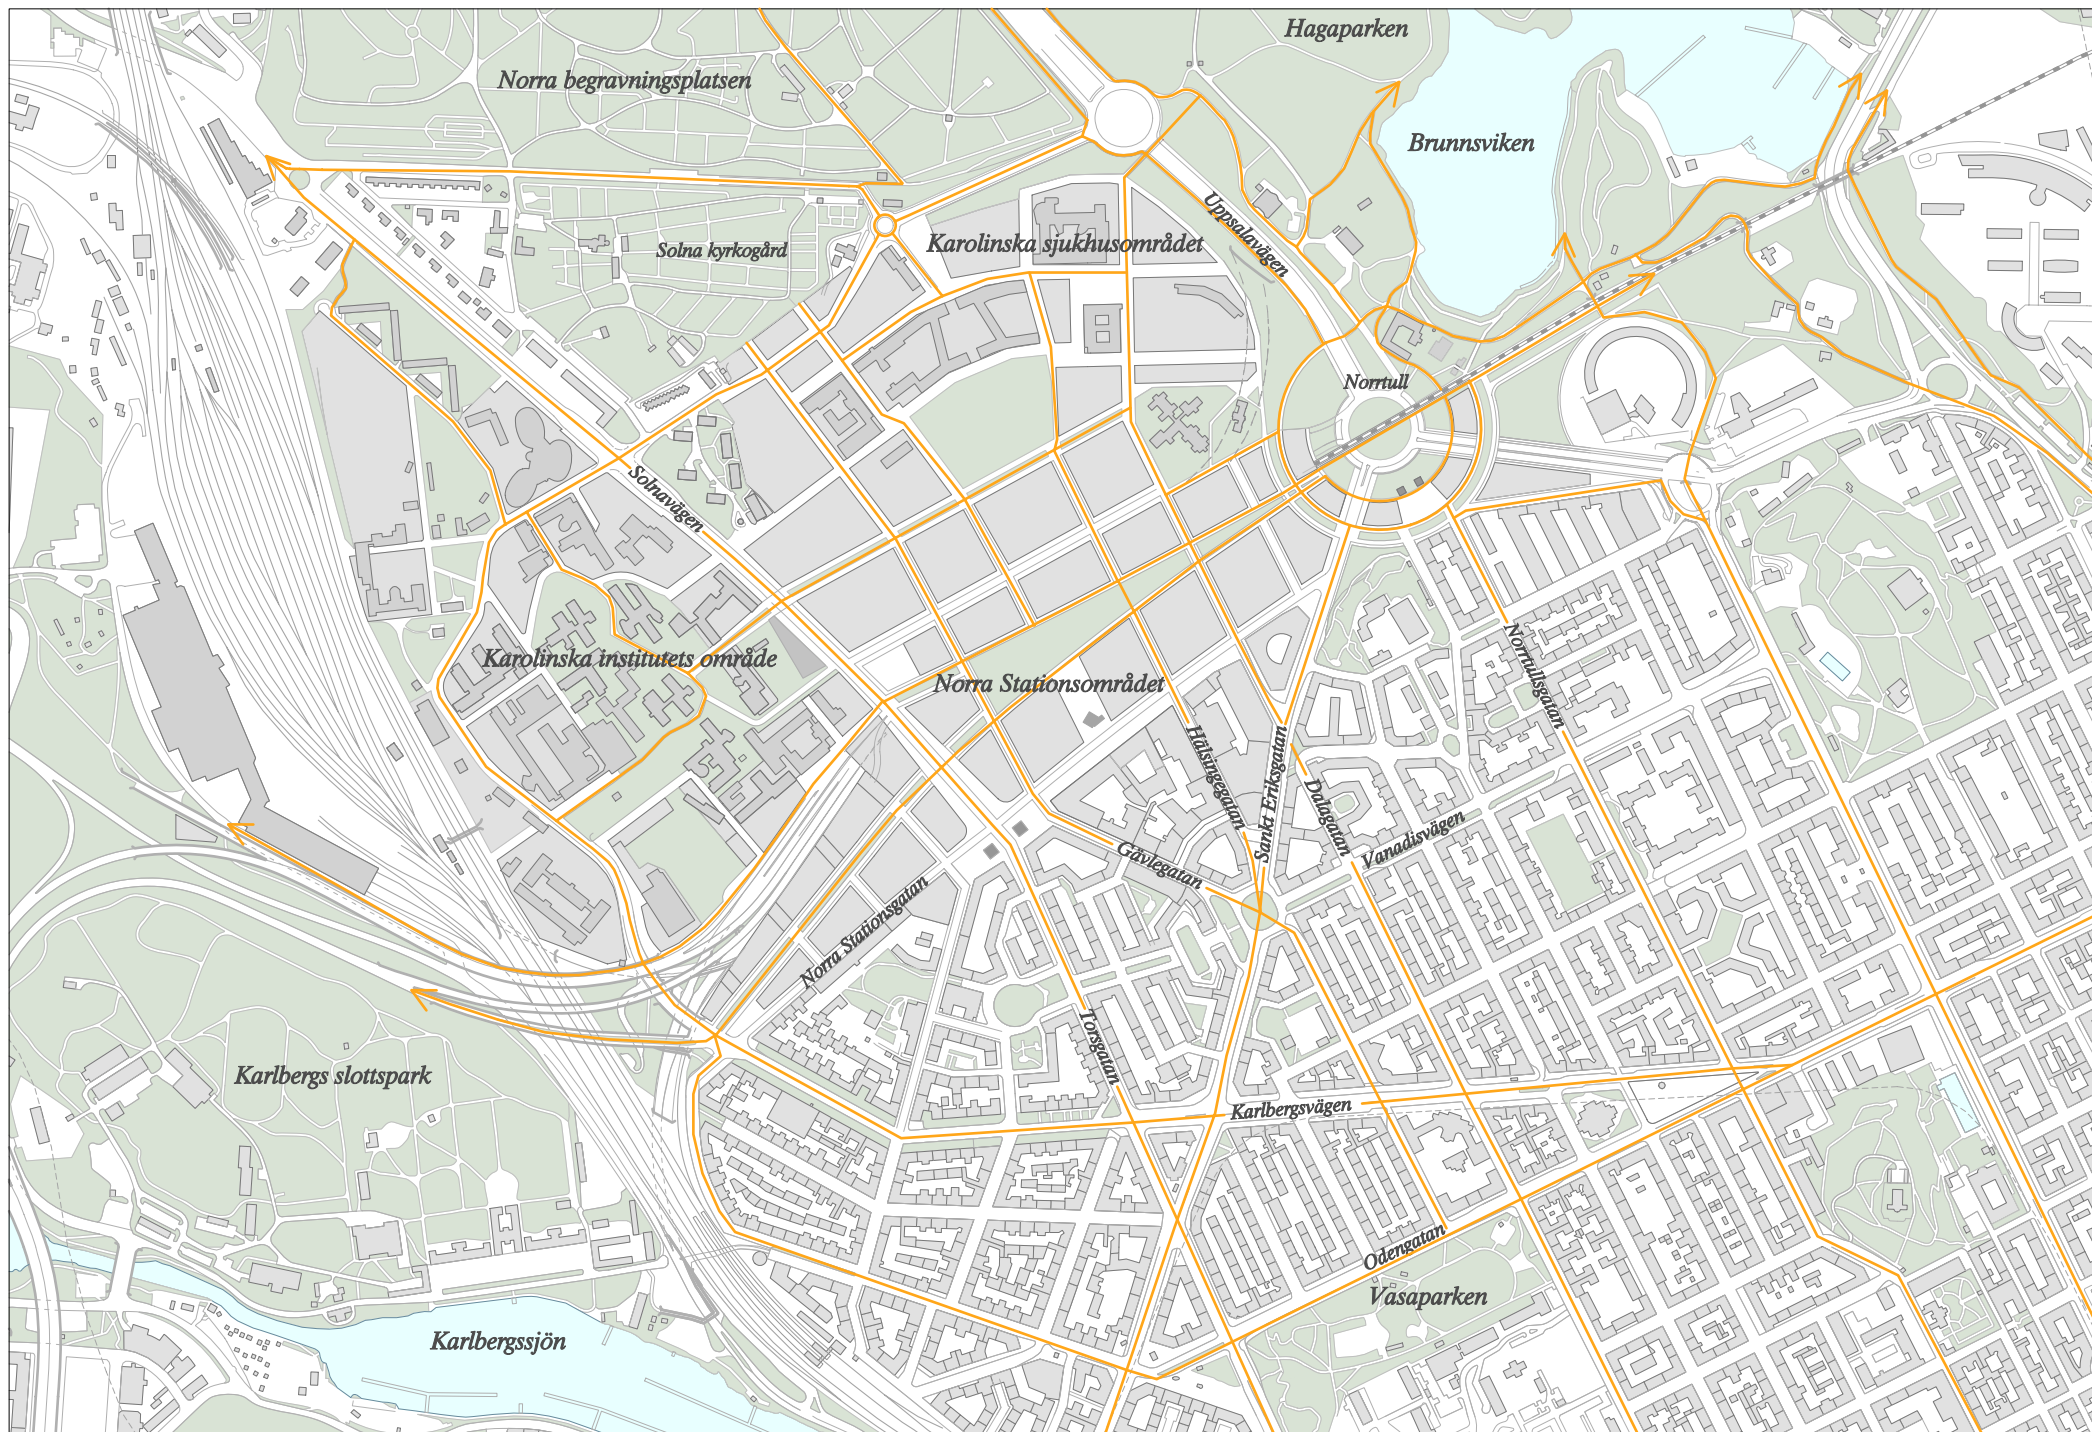 Hagaparken
Norra begravningsplatsen
Brunnsviken
Uppsalavägen
Solna kyrkogård
Karolinska sjukhusområdet
Norrtull
Solnavägen
Karolinska institutets område
Norra Stationsområdet
Norrtullsgatan
Hälsingegatan
Sankt Eriksgatan
Dalagatan
Vanadisvägen
Gävlegatan
Norra Stationsgatan
Torsgatan
Karlbergs slottspark
Karlbergsvägen
Odengatan
Vasaparken
Karlbergssjön